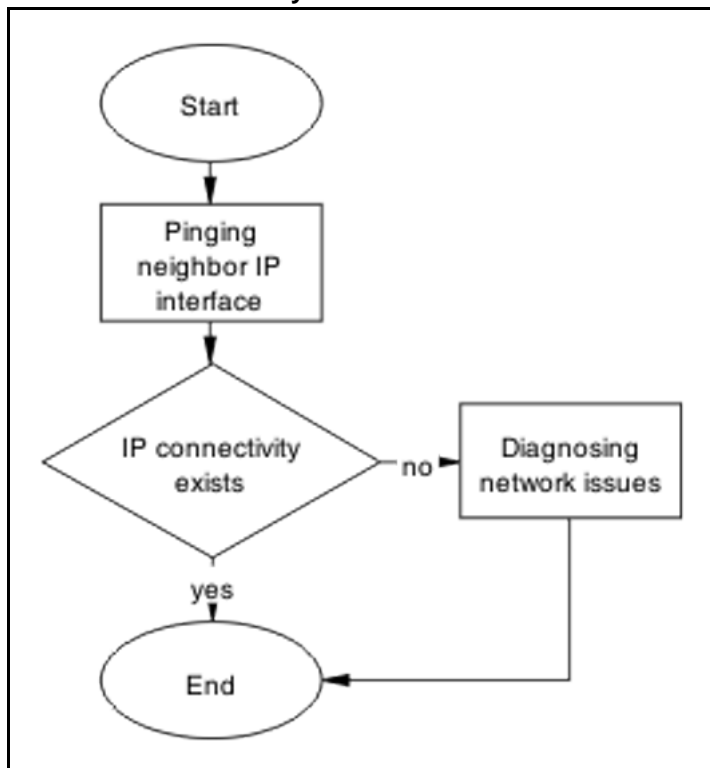 Start
Pinging
neighbor IP
interface
IP connectivity
exists
no
Diagnosing
network issues
yes
End